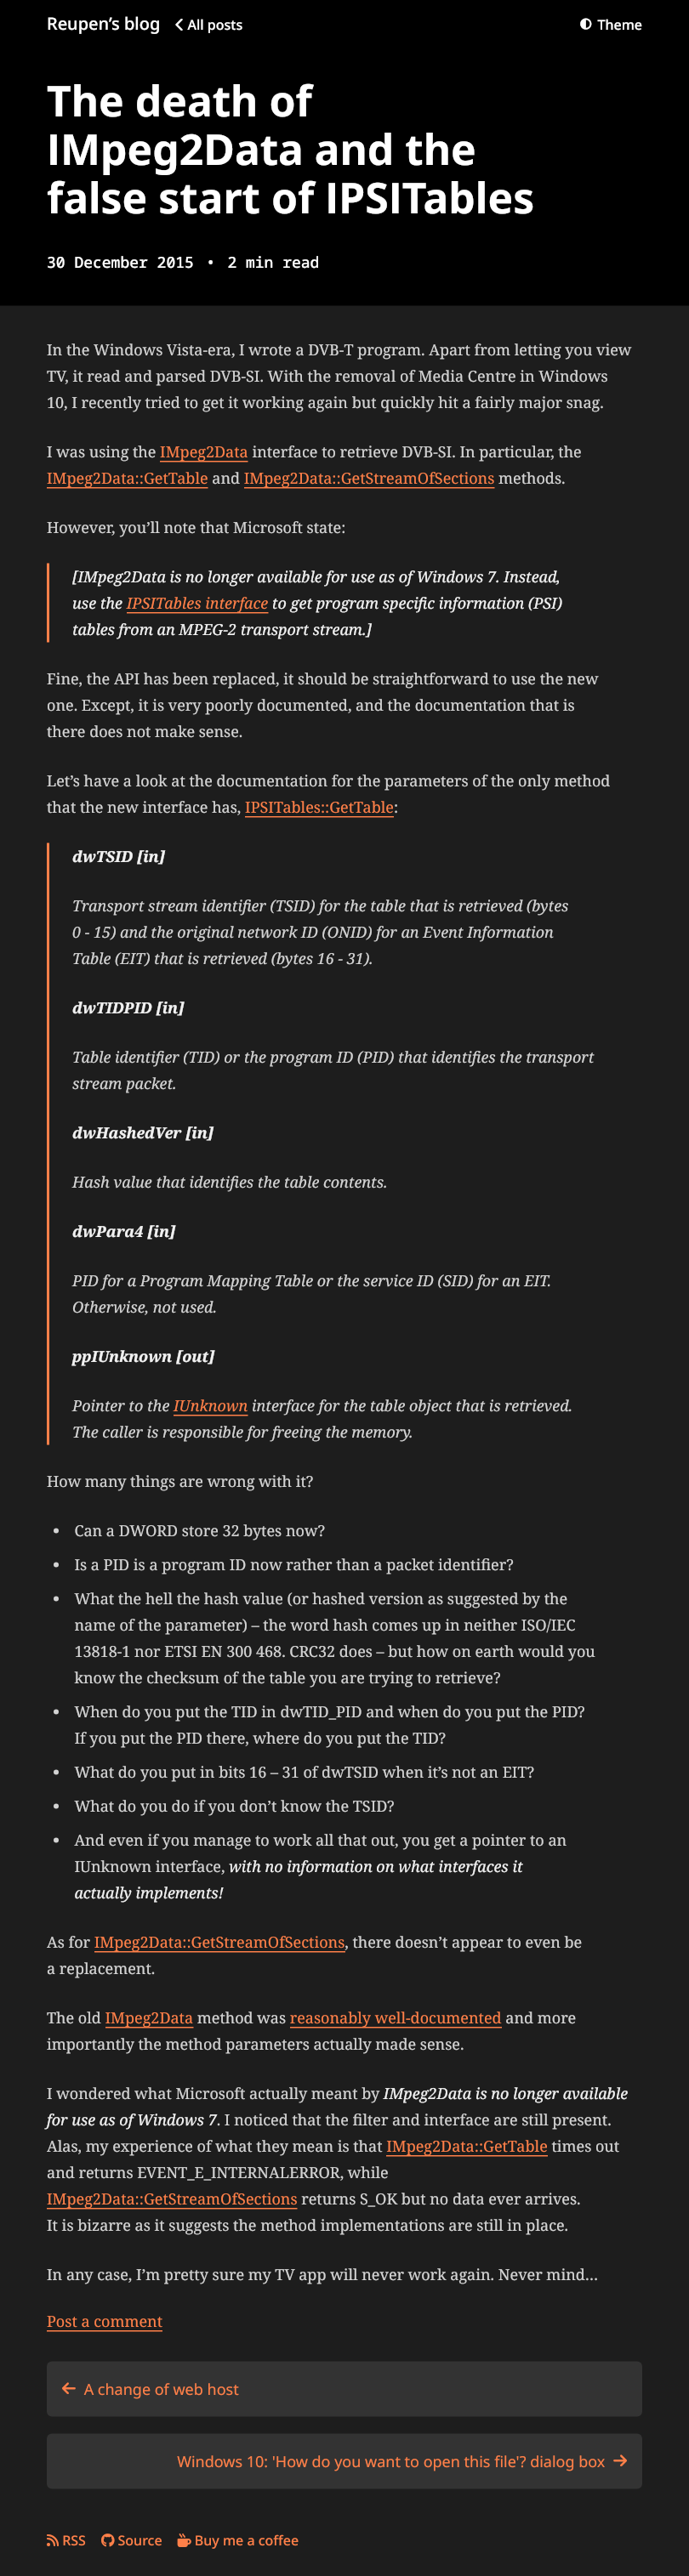 Reupen’s blog All posts Theme
The death of
IMpeg2Data and the
false start of IPSITables
30 December 2015 • 2 min read
In the Windows Vista-era, I wrote a DVB-T program. Apart from letting you view
TV, it read and parsed DVB-SI. With the removal of Media Centre in Windows
10, I recently tried to get it working again but quickly hit a fairly major snag.
I was using the IMpeg2Data interface to retrieve DVB-SI. In particular, the
IMpeg2Data::GetTable and IMpeg2Data::GetStreamOfSections methods.
However, you’ll note that Microsoft state:
[IMpeg2Data is no longer available for use as of Windows 7. Instead,
use the IPSITables interface to get program specific information (PSI)
tables from an MPEG-2 transport stream.]
Fine, the API has been replaced, it should be straightforward to use the new
one. Except, it is very poorly documented, and the documentation that is
there does not make sense.
Let’s have a look at the documentation for the parameters of the only method
that the new interface has, IPSITables::GetTable:
dwTSID [in]
Transport stream identifier (TSID) for the table that is retrieved (bytes
0 - 15) and the original network ID (ONID) for an Event Information
Table (EIT) that is retrieved (bytes 16 - 31).
dwTIDPID [in]
Table identifier (TID) or the program ID (PID) that identifies the transport
stream packet.
dwHashedVer [in]
Hash value that identifies the table contents.
dwPara4 [in]
PID for a Program Mapping Table or the service ID (SID) for an EIT.
Otherwise, not used.
ppIUnknown [out]
Pointer to the IUnknown interface for the table object that is retrieved.
The caller is responsible for freeing the memory.
How many things are wrong with it?
• Can a DWORD store 32 bytes now?
• Is a PID is a program ID now rather than a packet identifier?
• What the hell the hash value (or hashed version as suggested by the
name of the parameter) – the word hash comes up in neither ISO/IEC
13818-1 nor ETSI EN 300 468. CRC32 does – but how on earth would you
know the checksum of the table you are trying to retrieve?
• When do you put the TID in dwTID_PID and when do you put the PID?
If you put the PID there, where do you put the TID?
• What do you put in bits 16 – 31 of dwTSID when it’s not an EIT?
• What do you do if you don’t know the TSID?
• And even if you manage to work all that out, you get a pointer to an
IUnknown interface, with no information on what interfaces it
actually implements!
As for IMpeg2Data::GetStreamOfSections, there doesn’t appear to even be
a replacement.
The old IMpeg2Data method was reasonably well-documented and more
importantly the method parameters actually made sense.
I wondered what Microsoft actually meant by IMpeg2Data is no longer available
for use as of Windows 7. I noticed that the filter and interface are still present.
Alas, my experience of what they mean is that IMpeg2Data::GetTable times out
and returns EVENT_E_INTERNALERROR, while
IMpeg2Data::GetStreamOfSections returns S_OK but no data ever arrives.
It is bizarre as it suggests the method implementations are still in place.
In any case, I’m pretty sure my TV app will never work again. Never mind…
Post a comment
A change of web host
Windows 10: 'How do you want to open this file'? dialog box
RSS Source Buy me a coffee